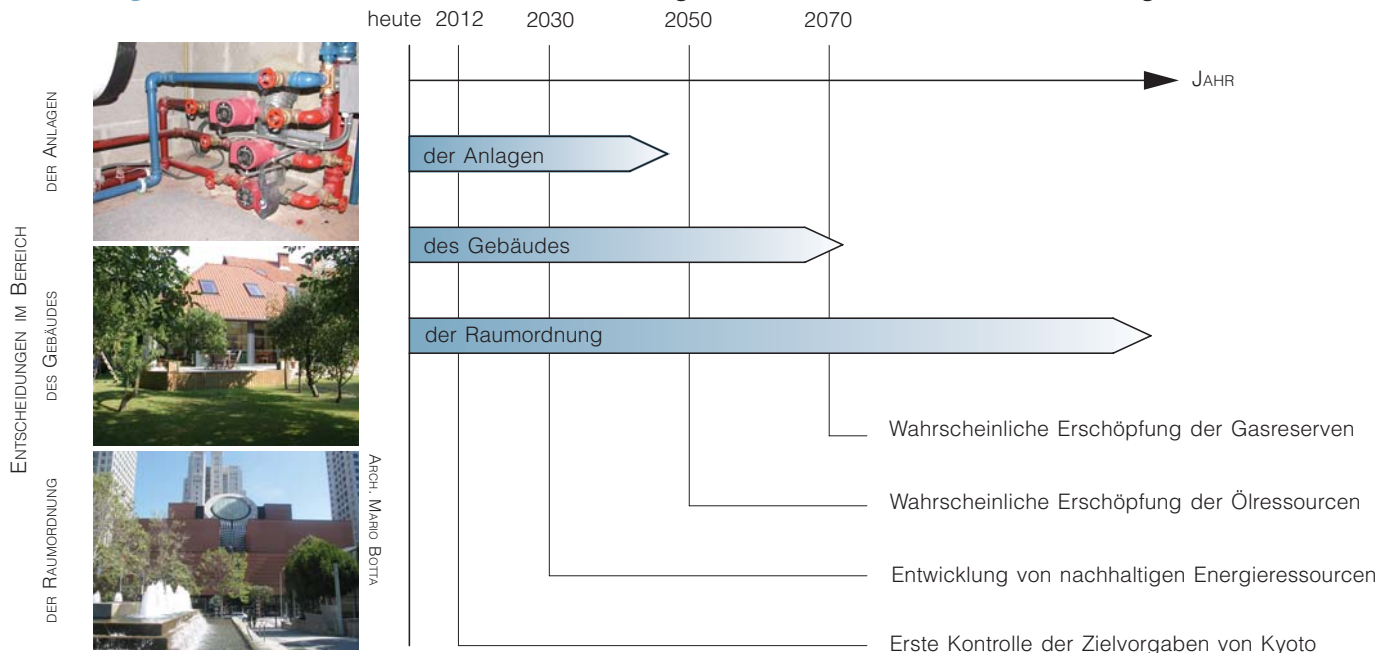 heute 2012 2030 2050 2070
JAHR
ENTSCHEIDUNGEN IM BEREICH
DER ANLAGEN
der Anlagen
DES GEBÄUDES
des Gebäudes
DER RAUMORDNUNG
der Raumordnung
ARCH. MARIO BOTTA
Wahrscheinliche Erschöpfung der Gasreserven
Wahrscheinliche Erschöpfung der Ölressourcen
Entwicklung von nachhaltigen Energieressourcen
Erste Kontrolle der Zielvorgaben von Kyoto